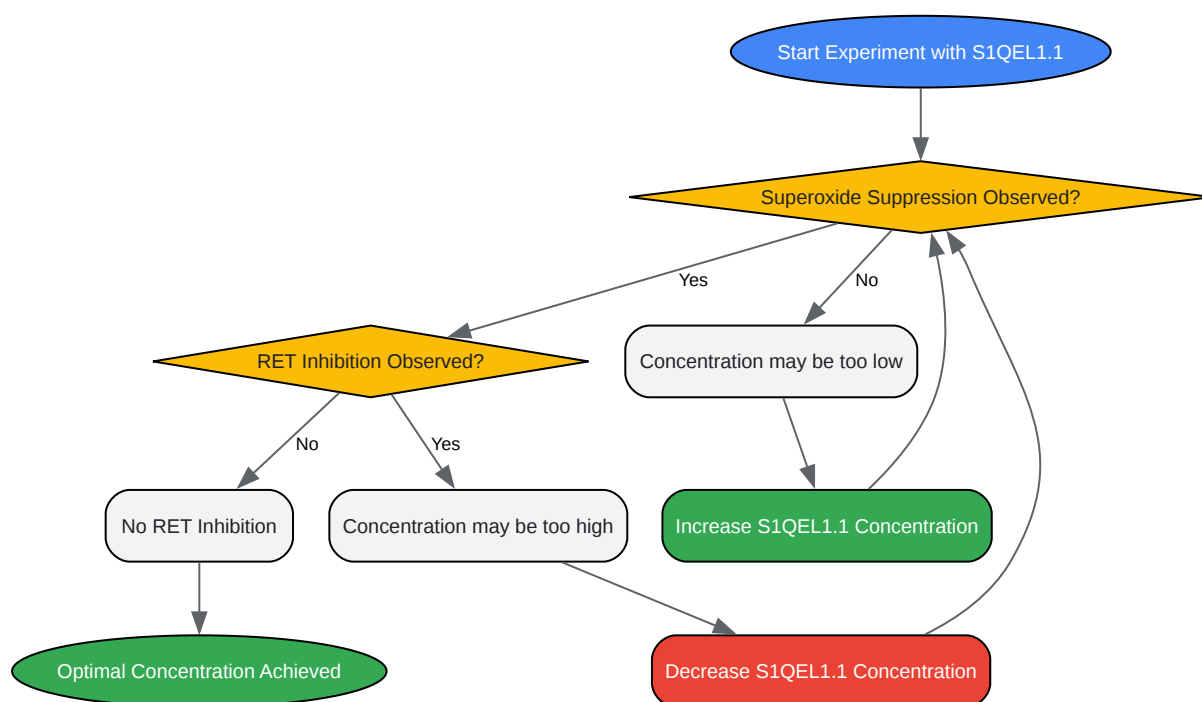 Start Experiment with S1QEL1.1
Superoxide Suppression Observed?
Yes
No
RET Inhibition Observed?
Concentration may be too low
No
Yes
No RET Inhibition
Concentration may be too high
Increase S1QEL1.1 Concentration
Optimal Concentration Achieved
Decrease S1QEL1.1 Concentration